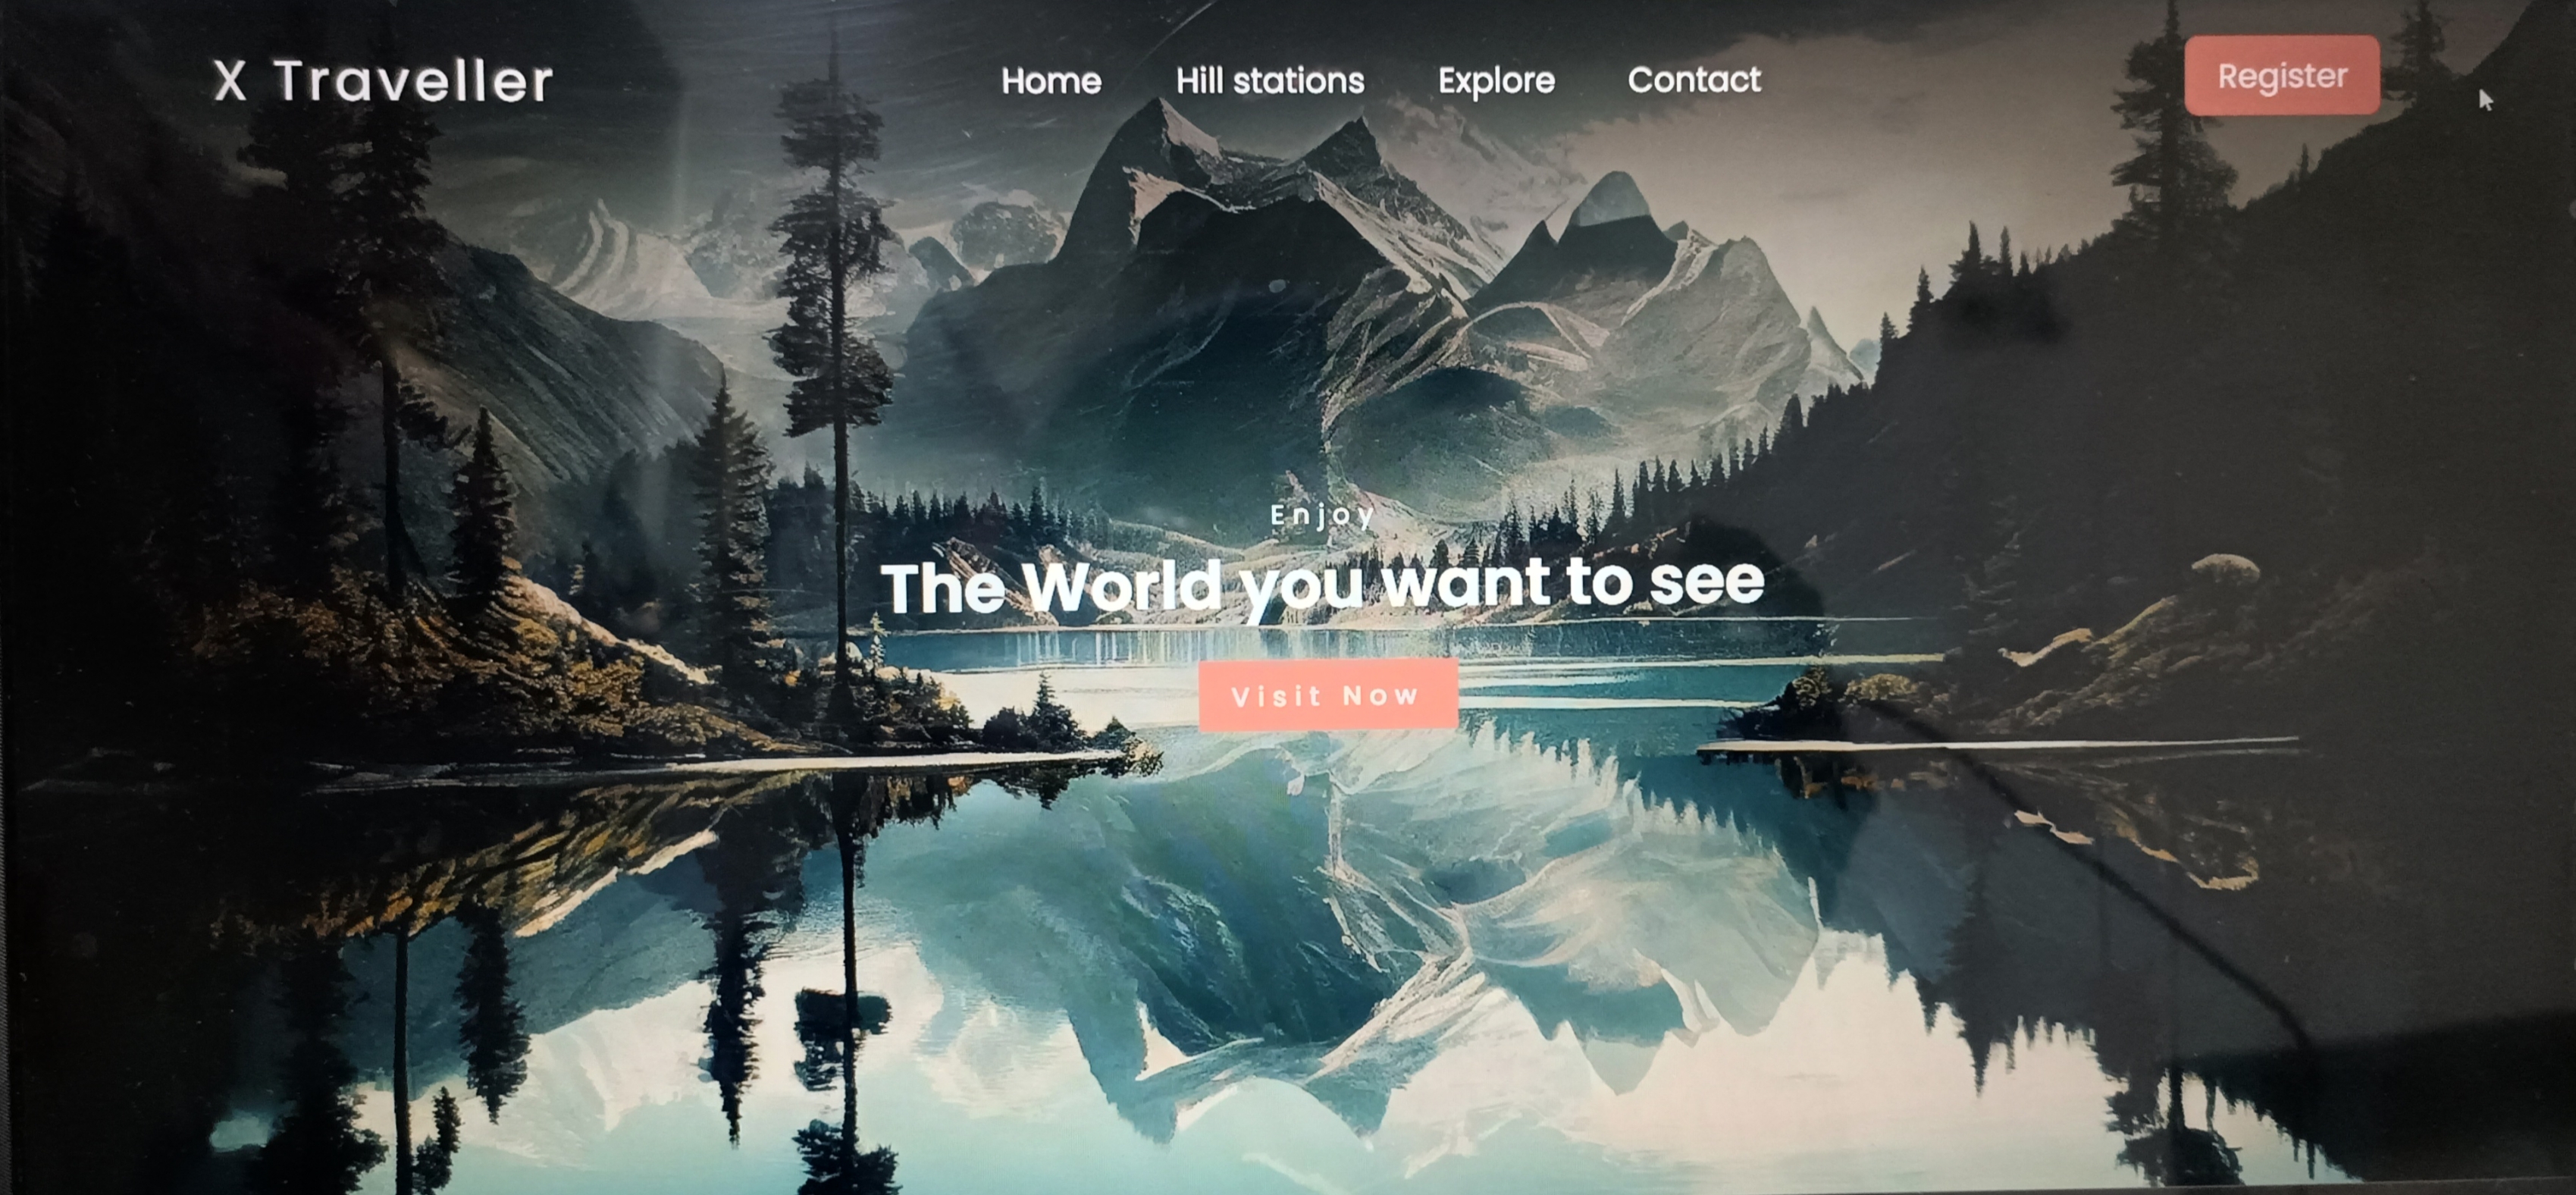 X Traveller
Home Hill stations Explore Contact
Register
Enjoy
The World you want to see
Visit Now